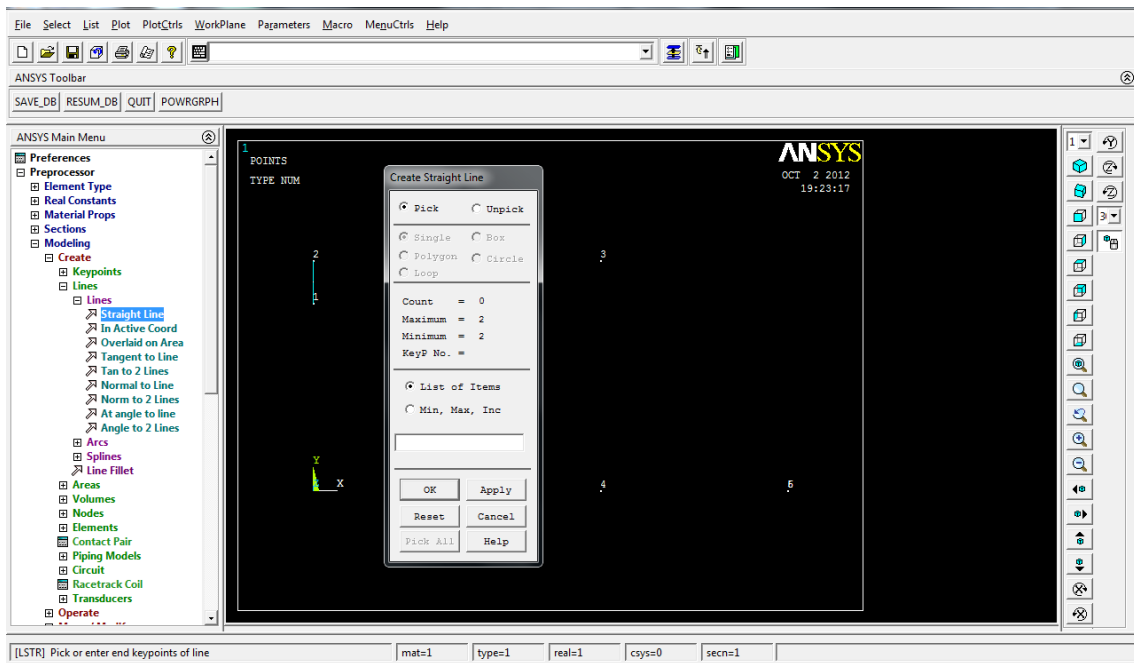 File Select List Plot PlotCtrls WorkPlane Parameters Macro MenuCtrls Help
ANSYS Toolbar
SAVE_DB RESUM_DB QUIT POWRGRPH
ANSYS Main Menu
Preferences
Preprocessor
Element Type
Real Constants
Material Props
Sections
Modeling
Create
Keypoints
Lines
Lines
Straight Line
In Active Coord
Overlaid on Area
Tangent to Line
Tan to 2 Lines
Normal to Line
Norm to 2 Lines
At angle to line
Angle to 2 Lines
Arcs
Splines
Line Fillet
Areas
Volumes
Nodes
Elements
Contact Pair
Piping Models
Circuit
Racetrack Coil
Transducers
Operate
1
POINTS
TYPE NUM
ANSYS
OCT 2 2012
19:23:17
2
1
3
4
5
Y
X
Create Straight Line
Pick Unpick
Single Box
Polygon Circle
Loop
Count = 0
Maximum = 2
Minimum = 2
KeyP No. =
List of Items
Min, Max, Inc
OK Apply
Reset Cancel
Pick All Help
1
[LSTR] Pick or enter end keypoints of line mat=1 type=1 real=1 csys=0 secn=1